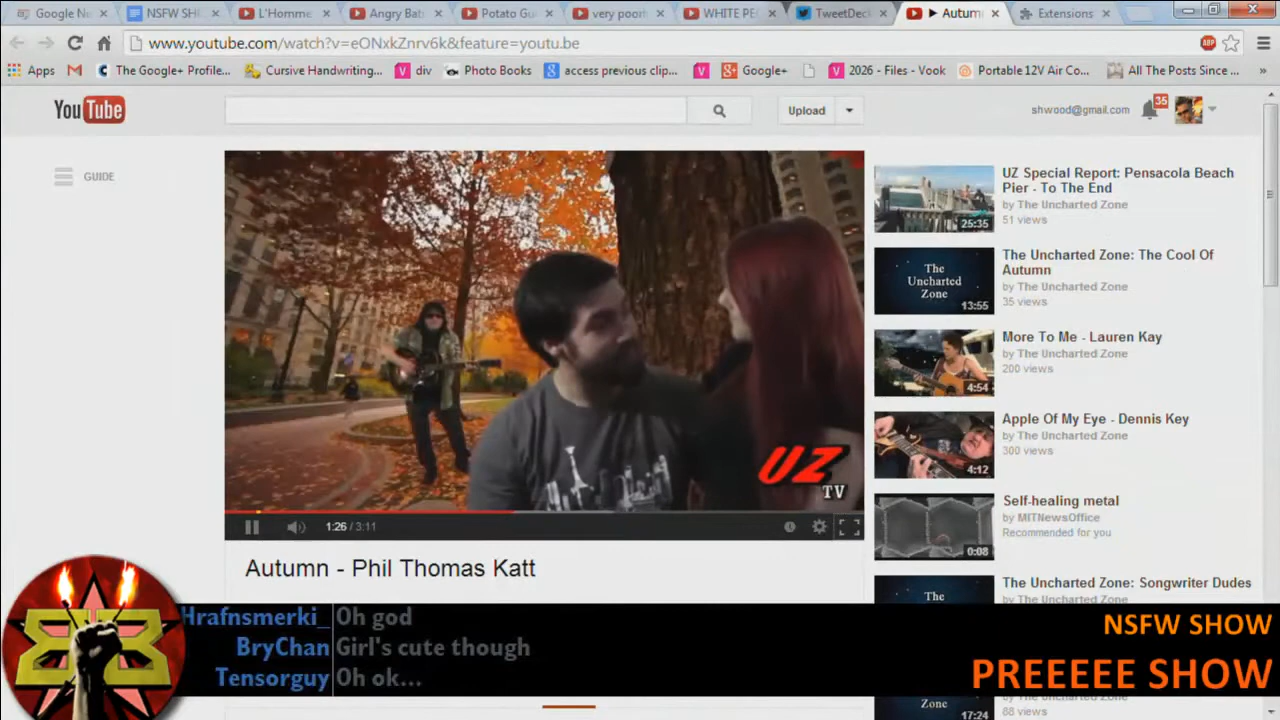 Google Ne
NSFW SH
L'Homme
Angry Bat
Potato Gu
very poor
WHITE PE
TweetDec
Autum
Extensions
www.youtube.com/watch?v=eONxkZnrv6k&feature=youtu.be
ABP
Apps
The Google+ Profile...
Cursive Handwriting...
div
Photo Books
access previous clip...
Google+
2026 - Files - Vook
Portable 12V Air Co...
All The Posts Since ...
»
YouTube
Upload
shwood@gmail.com
35
GUIDE
UZ
TV
1:26 / 3:11
Autumn - Phil Thomas Katt
UZ Special Report: Pensacola Beach
Pier - To The End
by The Uncharted Zone
51 views
25:35
The Uncharted Zone: The Cool Of
Autumn
by The Uncharted Zone
35 views
The
Uncharted
Zone
13:55
More To Me - Lauren Kay
by The Uncharted Zone
200 views
4:54
Apple Of My Eye - Dennis Key
by The Uncharted Zone
300 views
4:12
Self-healing metal
by MITNewsOffice
Recommended for you
0:08
The Uncharted Zone: Songwriter Dudes
by The Uncharted Zone
The
Zone
88 views
17:24
Hrafnsmerki_ Oh god
BryChan Girl's cute though
Tensorguy Oh ok...
NSFW SHOW
PREEEEE SHOW